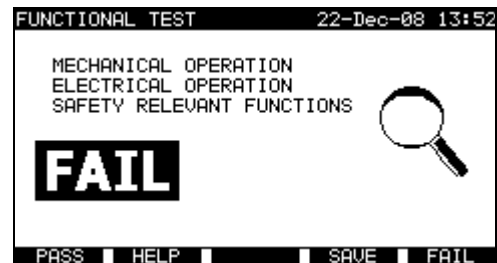 FUNCTIONAL TEST 22-Dec-08 13:52
MECHANICAL OPERATION
ELECTRICAL OPERATION
SAFETY RELEVANT FUNCTIONS
FAIL
PASS HELP SAVE FAIL